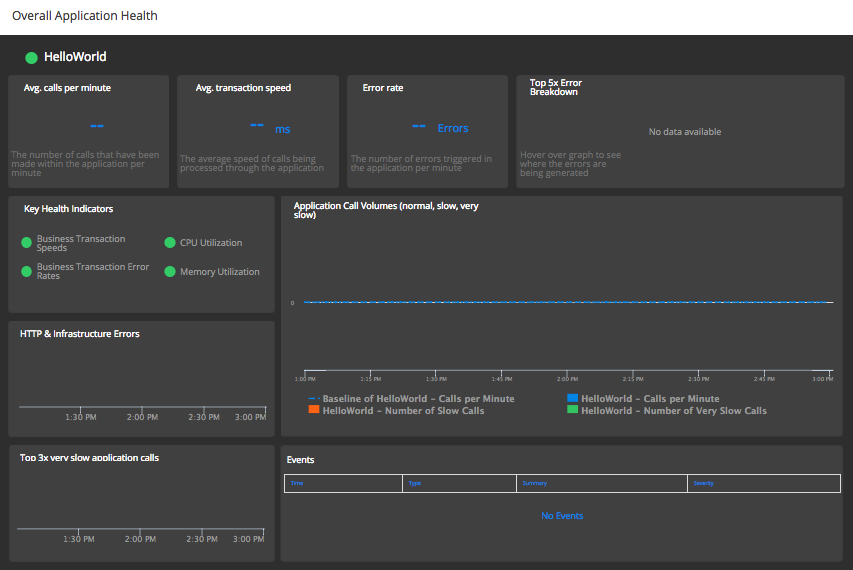 Overall Application Health
HelloWorld
Avg. calls per minute
--
The number of calls that have been
made within the application per
minute
Avg. transaction speed
-- ms
The average speed of calls being
processed through the application
Error rate
-- Errors
The number of errors triggered in
the application per minute
Top 5x Error
Breakdown
No data available
Hover over graph to see
where the errors are
being generated
Key Health Indicators
Business Transaction
Speeds
CPU Utilization
Business Transaction Error
Rates
Memory Utilization
Application Call Volumes (normal, slow, very
slow)
0
1:00 PM 1:15 PM 1:30 PM 1:45 PM 2:00 PM 2:15 PM 2:30 PM 2:45 PM 3:00 PM
Baseline of HelloWorld – Calls per Minute
HelloWorld – Calls per Minute
HelloWorld – Number of Slow Calls
HelloWorld – Number of Very Slow Calls
HTTP & Infrastructure Errors
1:30 PM 2:00 PM 2:30 PM 3:00 PM
Top 3x very slow application calls
1:30 PM 2:00 PM 2:30 PM 3:00 PM
Events
Time Type Summary Severity
No Events